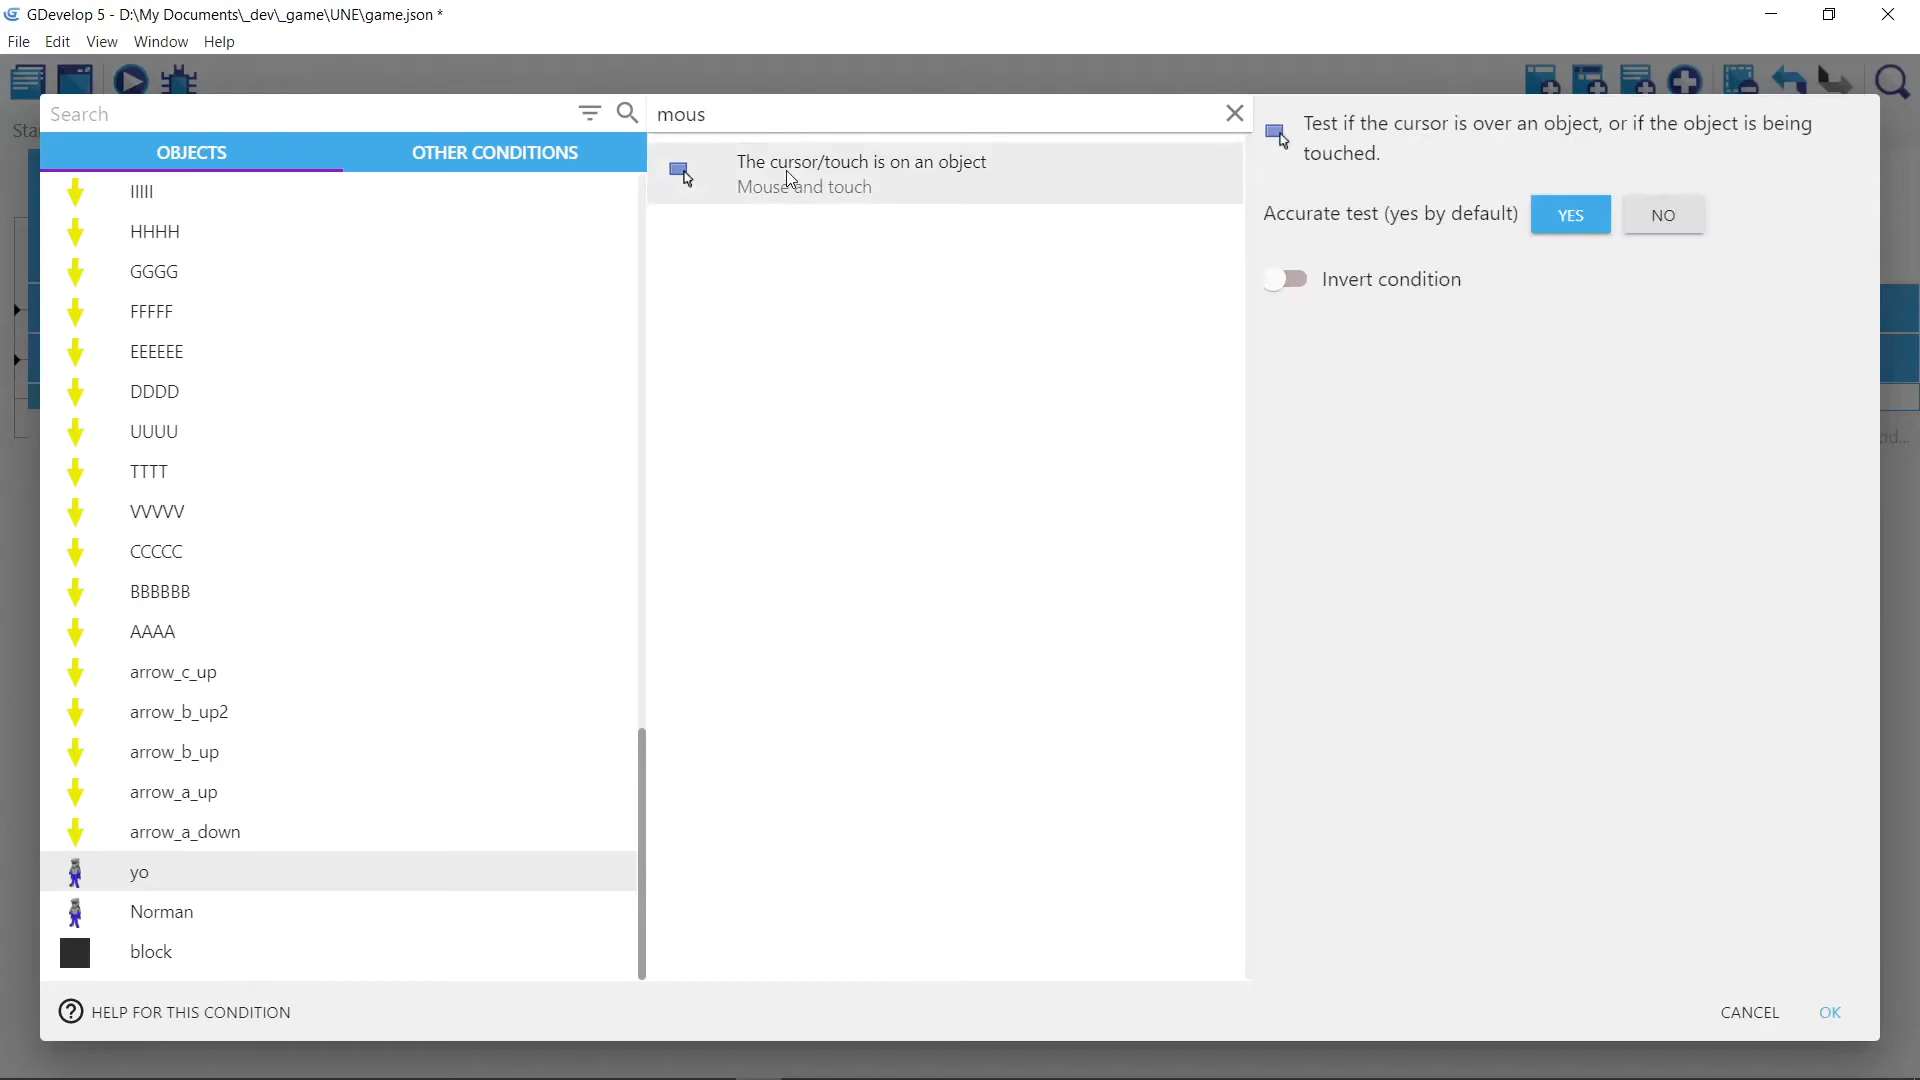 GDevelop 5 - D:\My Documents\_dev\_game\UNE\game.json *
File Edit View Window Help
Sta
Search
mous
OBJECTS
OTHER CONDITIONS
IIIII
HHHH
GGGG
FFFFF
EEEEEE
DDDD
UUUU
TTTT
VVVVV
CCCCC
BBBBBB
AAAA
arrow_c_up
arrow_b_up2
arrow_b_up
arrow_a_up
arrow_a_down
yo
Norman
block
The cursor/touch is on an object
Mouse and touch
Test if the cursor is over an object, or if the object is being
touched.
Accurate test (yes by default)
YES
NO
Invert condition
dd...
HELP FOR THIS CONDITION
CANCEL
OK